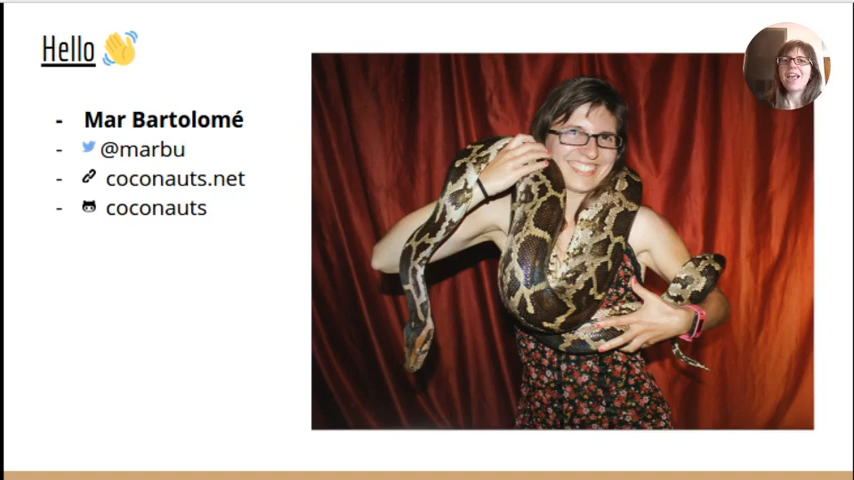 Hello 👋
- Mar Bartolomé
- @marbu
- coconauts.net
- coconauts